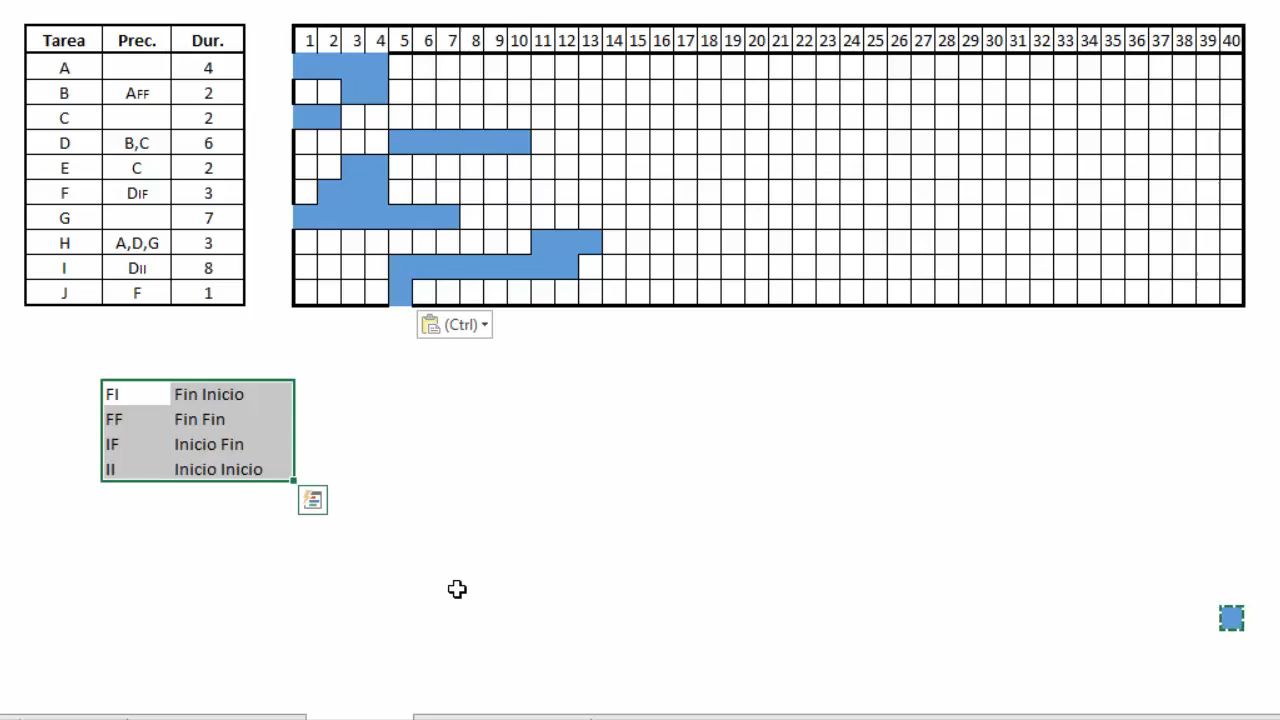 Tarea Prec. Dur. 1 2 3 4 5 6 7 8 9 10 11 12 13 14 15 16 17 18 19 20 21 22 23 24 25 26 27 28 29 30 31 32 33 34 35 36 37 38 39 40
A 4
B AFF 2
C 2
D B,C 6
E C 2
F DIF 3
G 7
H A,D,G 3
I DII 8
J F 1
(Ctrl)
FI Fin Inicio
FF Fin Fin
IF Inicio Fin
II Inicio Inicio